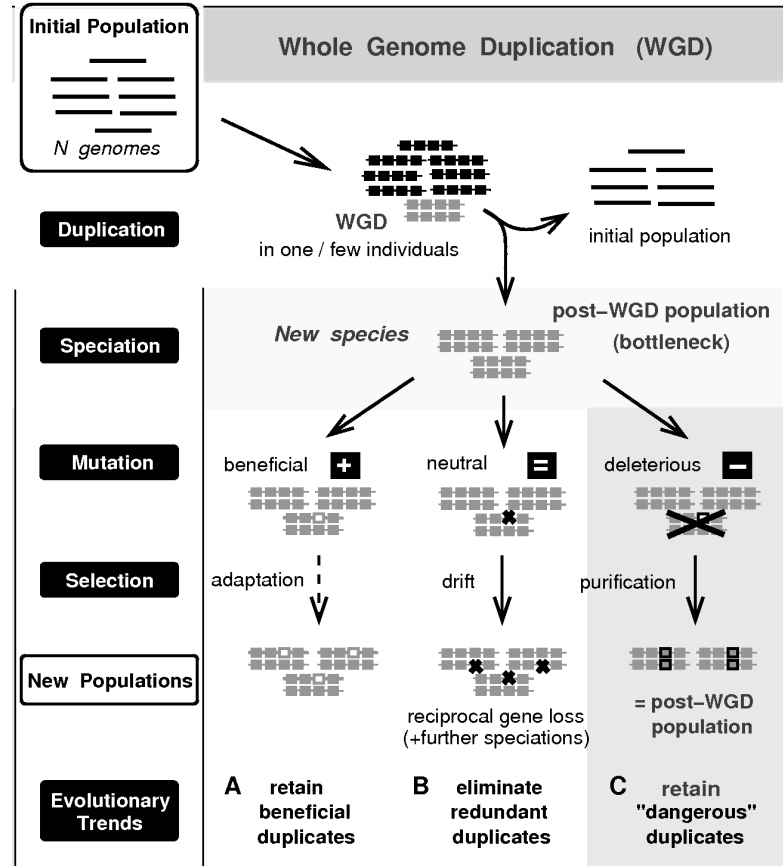 Initial Population
N genomes
Whole Genome Duplication (WGD)
Duplication
WGD
in one / few individuals
initial population
Speciation
New species
post−WGD population
(bottleneck)
Mutation
beneficial +
neutral =
deleterious −
Selection
adaptation
drift
purification
New Populations
reciprocal gene loss
(+further speciations)
= post−WGD
population
Evolutionary
Trends
A retain
beneficial
duplicates
B eliminate
redundant
duplicates
C retain
"dangerous"
duplicates